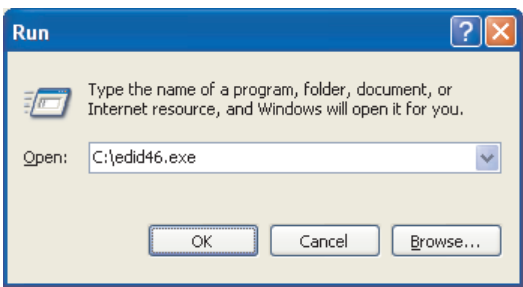 Run
Type the name of a program, folder, document, or
Internet resource, and Windows will open it for you.
Open: C:\edid46.exe
OK Cancel Browse...